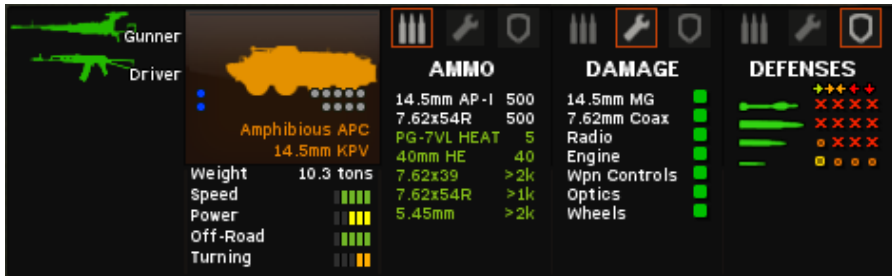 Gunner
Driver
Amphibious APC
14.5mm KPV
Weight 10.3 tons
Speed
Power
Off-Road
Turning
AMMO
14.5mm AP-I 500
7.62x54R 500
PG-7VL HEAT 5
40mm HE 40
7.62x39 >2k
7.62x54R >1k
5.45mm >2k
DAMAGE
14.5mm MG
7.62mm Coax
Radio
Engine
Wpn Controls
Optics
Wheels
DEFENSES